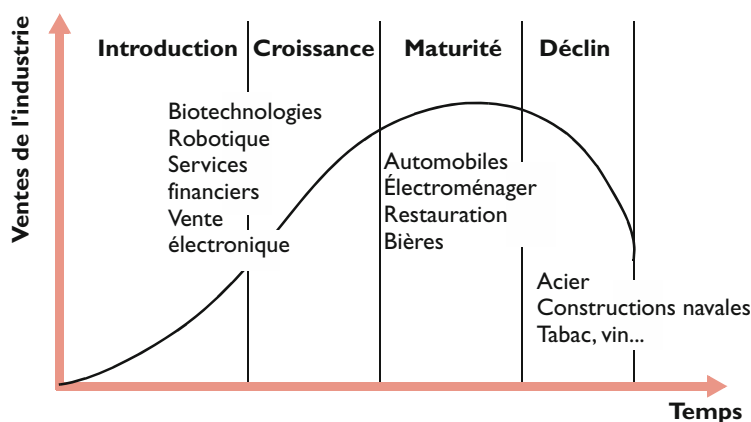 Ventes de l'industrie
Introduction
Croissance
Maturité
Déclin
Biotechnologies
Robotique
Services
financiers
Vente
électronique
Automobiles
Électroménager
Restauration
Bières
Acier
Constructions navales
Tabac, vin...
Temps